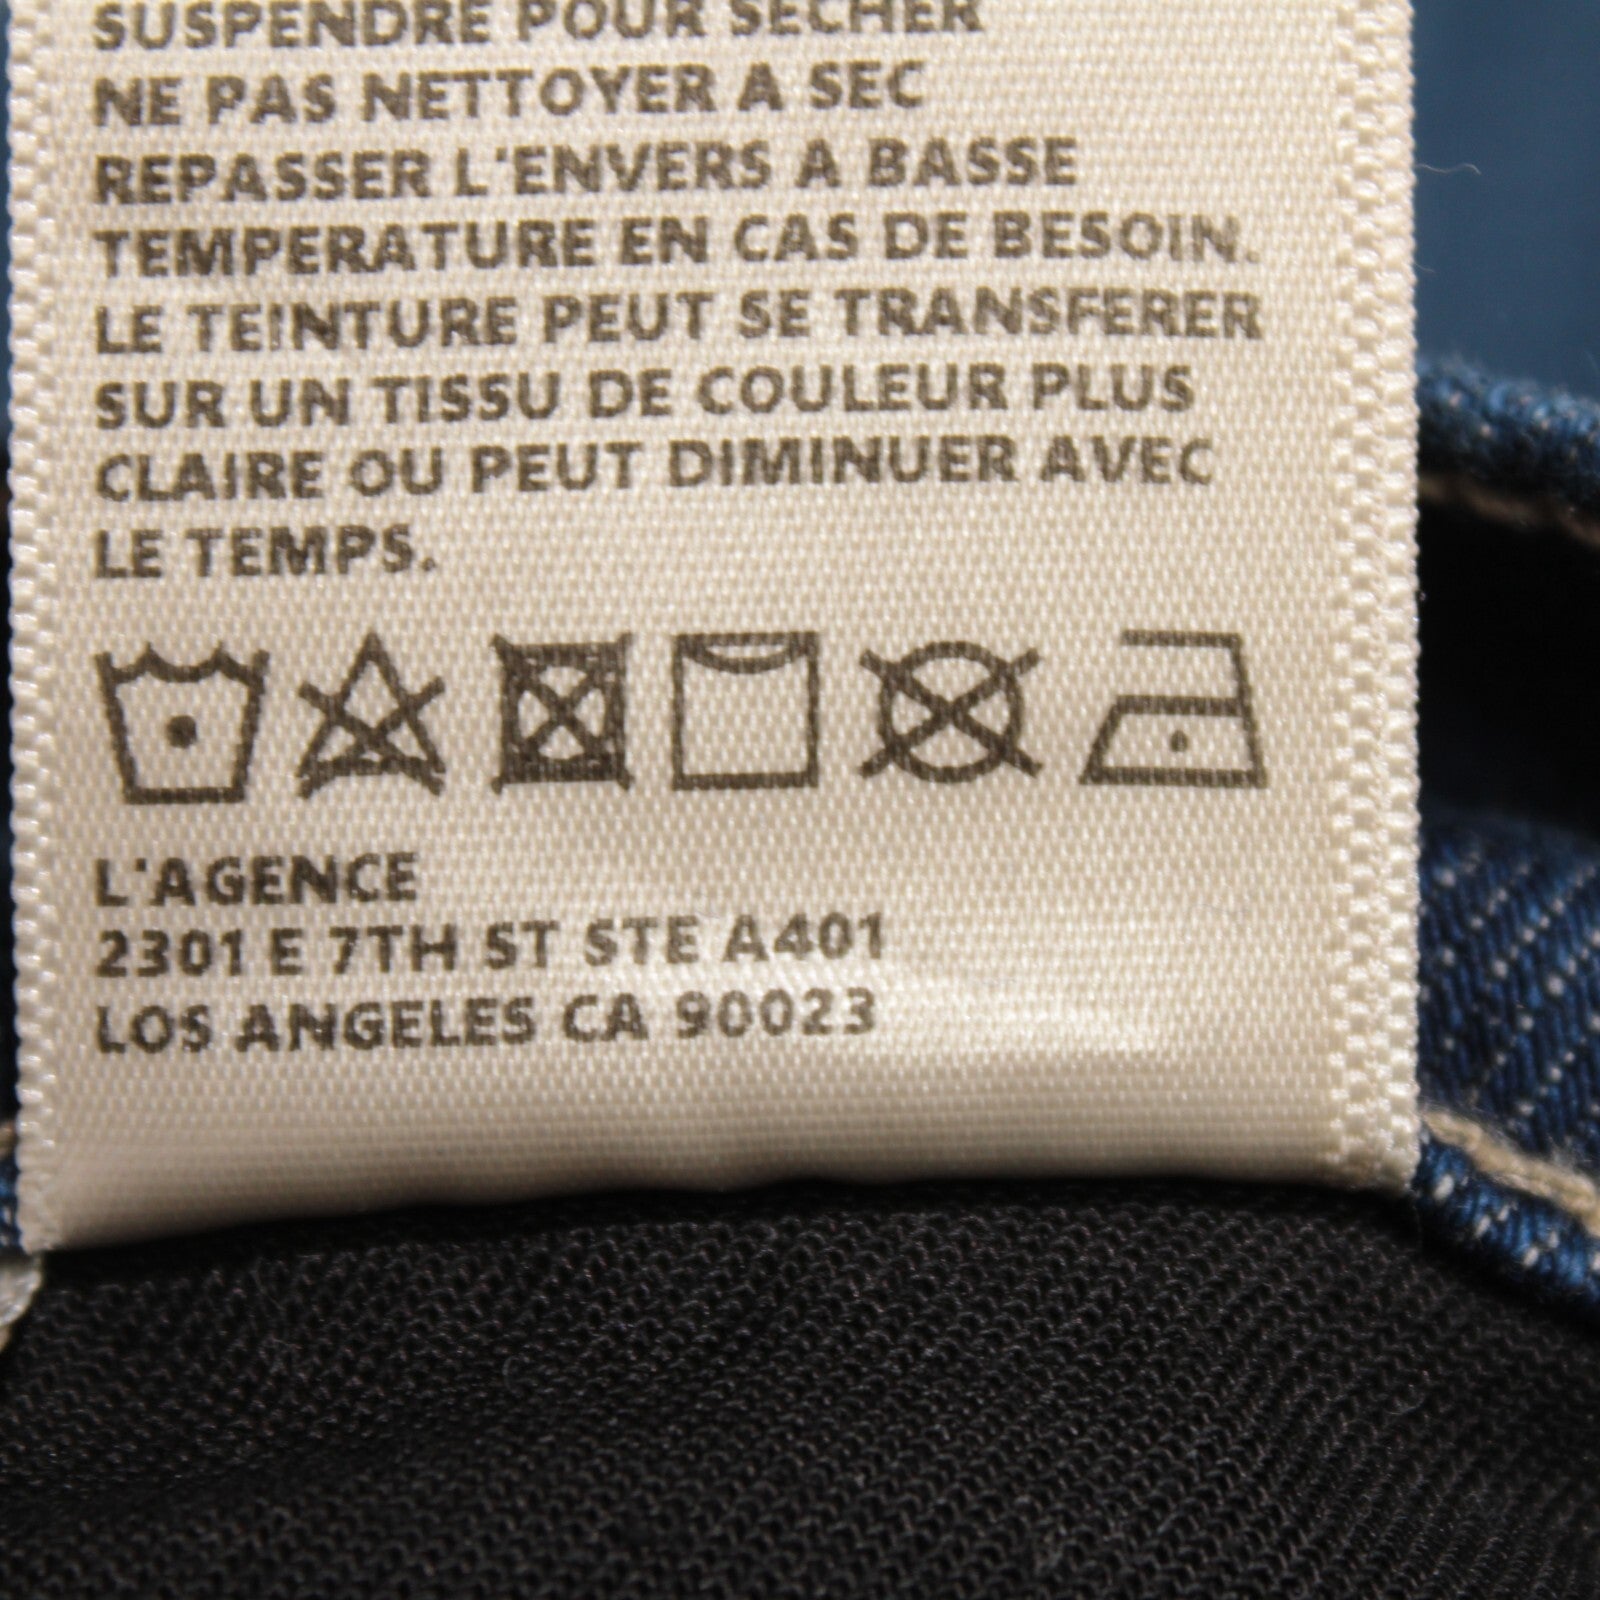 SUSPENDRE POUR SECHER
NE PAS NETTOYER A SEC
REPASSER L'ENVERS A BASSE
TEMPERATURE EN CAS DE BESOIN.
LE TEINTURE PEUT SE TRANSFERER
SUR UN TISSU DE COULEUR PLUS
CLAIRE OU PEUT DIMINUER AVEC
LE TEMPS.
L'AGENCE
2301 E 7TH ST STE A401
LOS ANGELES CA 90023